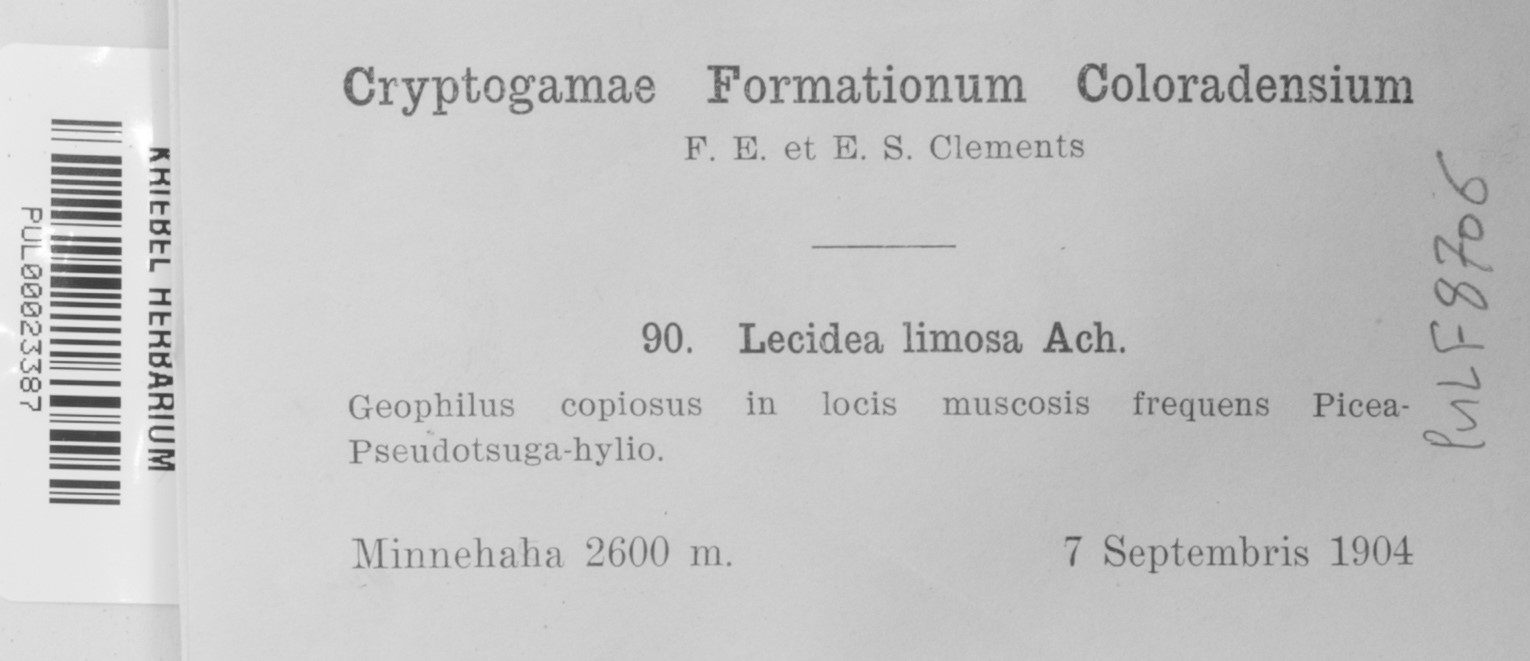 Cryptogamae Formationum Coloradensium
F. E. et E. S. Clements
90. Lecidea limosa Ach.
Geophilus copiosus in locis muscosis frequens Picea-
Pseudotsuga-hylio.
Minnehaha 2600 m.
7 Septembris 1904
PULF8706
KRIEBEL HERBARIUM
PUL00023387